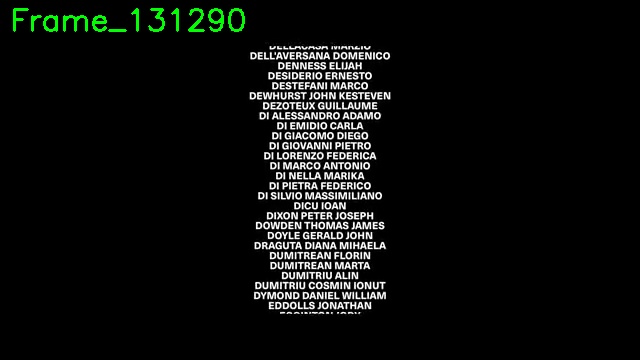 Frame_131290
DELLACASA MARZIO
DELL'AVERSANA DOMENICO
DENNESS ELIJAH
DESIDERIO ERNESTO
DESTEFANI MARCO
DEWHURST JOHN KESTEVEN
DEZOTEUX GUILLAUME
DI ALESSANDRO ADAMO
DI EMIDIO CARLA
DI GIACOMO DIEGO
DI GIOVANNI PIETRO
DI LORENZO FEDERICA
DI MARCO ANTONIO
DI NELLA MARIKA
DI PIETRA FEDERICO
DI SILVIO MASSIMILIANO
DICU IOAN
DIXON PETER JOSEPH
DOWDEN THOMAS JAMES
DOYLE GERALD JOHN
DRAGUTA DIANA MIHAELA
DUMITREAN FLORIN
DUMITREAN MARTA
DUMITRIU ALIN
DUMITRIU COSMIN IONUT
DYMOND DANIEL WILLIAM
EDDOLLS JONATHAN